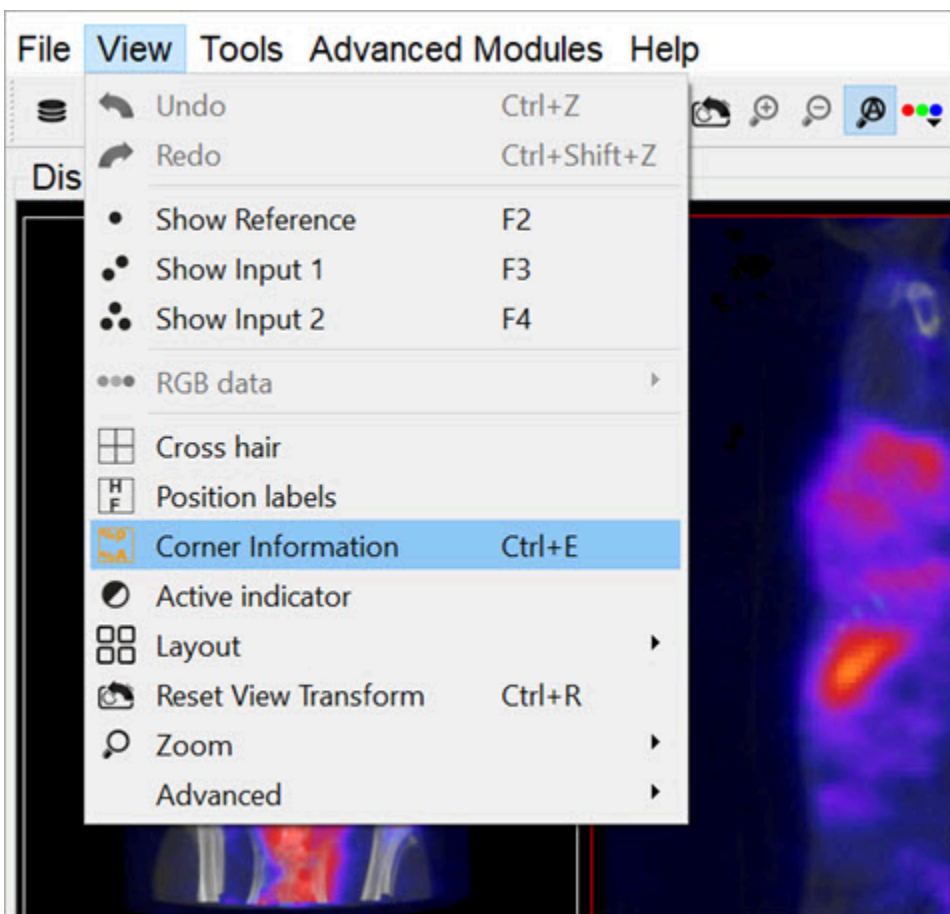 File View Tools Advanced Modules Help
Undo Ctrl+Z
Redo Ctrl+Shift+Z
Dis
Show Reference F2
Show Input 1 F3
Show Input 2 F4
RGB data
Cross hair
H
F
Position labels
%p
%A
Corner Information Ctrl+E
Active indicator
Layout
Reset View Transform Ctrl+R
Zoom
Advanced